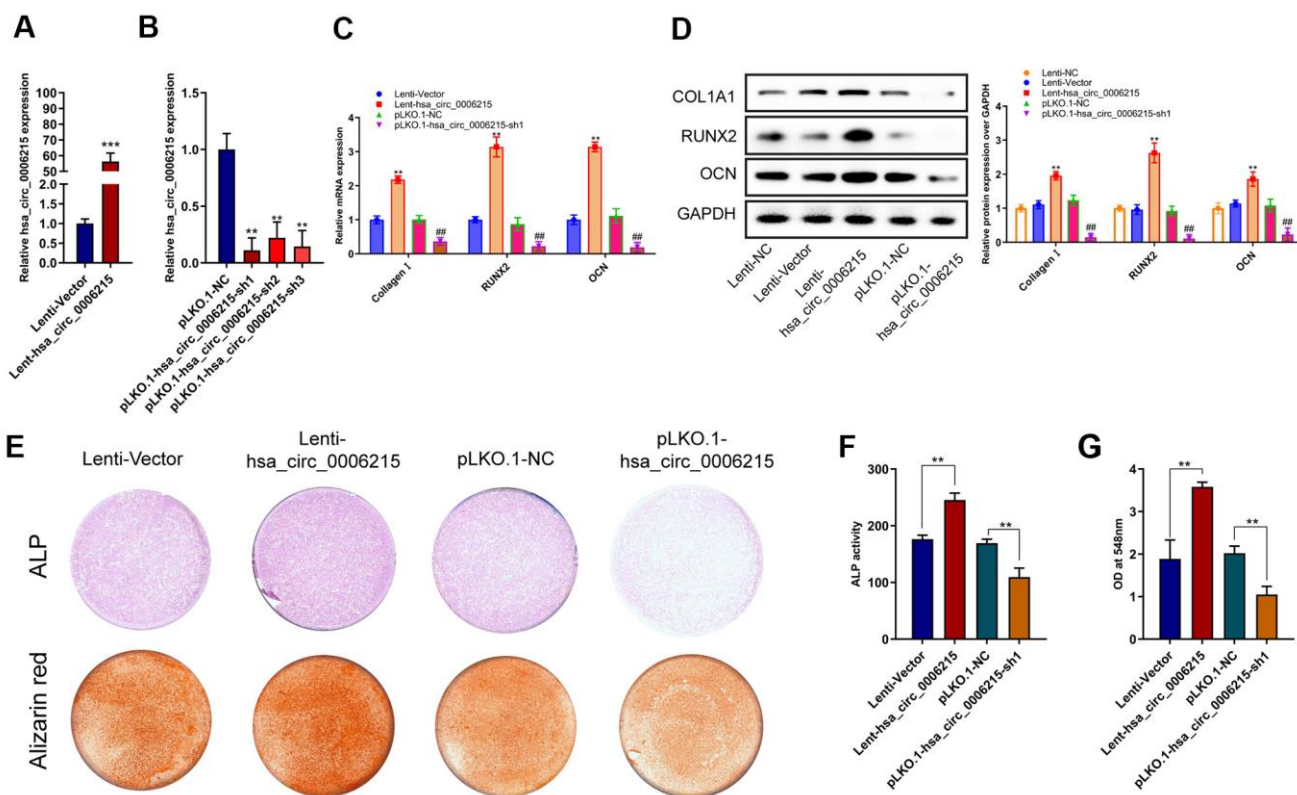 A
Relative hsa_circ_0006215 expression
100
90
80
70
60
50
2.0
1.5
1.0
0.5
0.0
***
Lenti-Vector
Lent-hsa_circ_0006215
B
Relative hsa_circ_0006215 expression
1.5
1.0
0.5
0.0
** ** **
pLKO.1-NC
pLKO.1-hsa_circ_0006215-sh1
pLKO.1-hsa_circ_0006215-sh2
pLKO.1-hsa_circ_0006215-sh3
C
Lenti-Vector
Lent-hsa_circ_0006215
pLKO.1-NC
pLKO.1-hsa_circ_0006215-sh1
Relative mRNA expression
4
3
2
1
0
** ## ** ## ** ##
Collagen I
RUNX2
OCN
D
COL1A1
RUNX2
OCN
GAPDH
Lenti-NC
Lenti-Vector
Lenti-
hsa_circ_0006215
pLKO.1-NC
pLKO.1-
hsa_circ_0006215
Lenti-NC
Lenti-Vector
Lent-hsa_circ_0006215
pLKO.1-NC
pLKO.1-hsa_circ_0006215-sh1
Relative protein expression over GAPDH
4
3
2
1
0
** ## ** ## ** ##
Collagen I
RUNX2
OCN
E
Lenti-Vector
Lenti-
hsa_circ_0006215
pLKO.1-NC
pLKO.1-
hsa_circ_0006215
ALP
Alizarin red
F
ALP activity
300
200
100
0
** **
Lenti-Vector
Lent-hsa_circ_0006215
pLKO.1-NC
pLKO.1-hsa_circ_0006215-sh1
G
OD at 548nm
4
3
2
1
0
** **
Lenti-Vector
Lent-hsa_circ_0006215
pLKO.1-NC
pLKO.1-hsa_circ_0006215-sh1